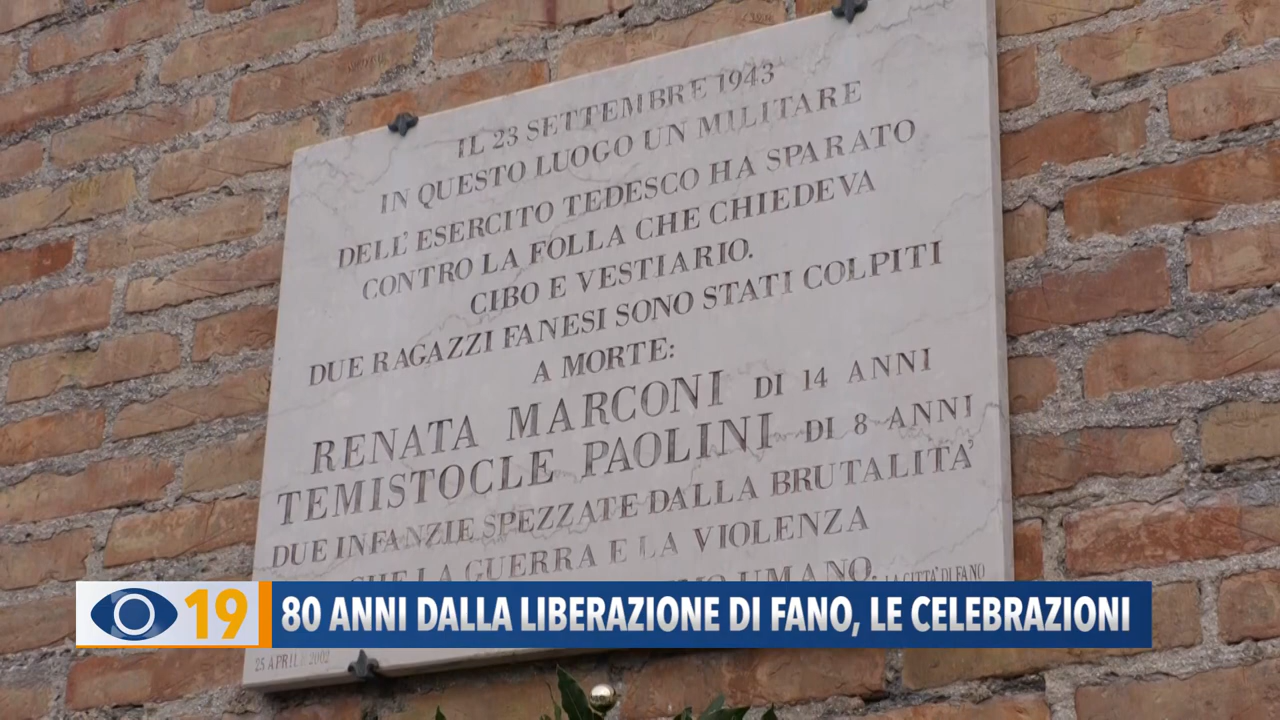 IL 23 SETTEMBRE 1943
IN QUESTO LUOGO UN MILITARE
DELL' ESERCITO TEDESCO HA SPARATO
CONTRO LA FOLLA CHE CHIEDEVA
CIBO E VESTIARIO.
DUE RAGAZZI FANESI SONO STATI COLPITI
A MORTE:
RENATA MARCONI DI 14 ANNI
TEMISTOCLE PAOLINI DI 8 ANNI
DUE INFANZIE SPEZZATE DALLA BRUTALITA'
CHE LA GUERRA E LA VIOLENZA
UMANO.
LA CITTA' DI FANO
19 80 ANNI DALLA LIBERAZIONE DI FANO, LE CELEBRAZIONI
25 APRILE 2002